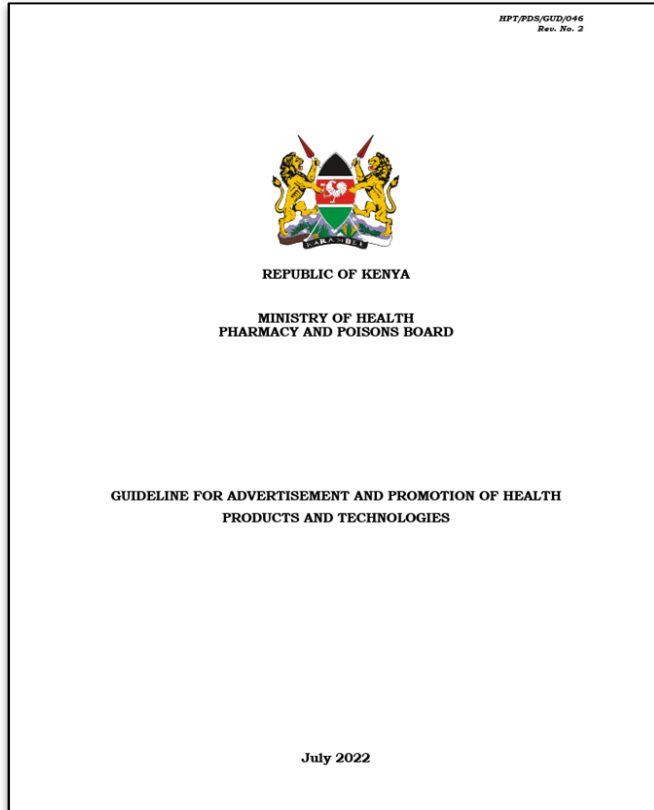 HPT/PDS/GUD/046
Rev. No. 2
HARAMBEE
REPUBLIC OF KENYA
MINISTRY OF HEALTH
PHARMACY AND POISONS BOARD
GUIDELINE FOR ADVERTISEMENT AND PROMOTION OF HEALTH
PRODUCTS AND TECHNOLOGIES
July 2022